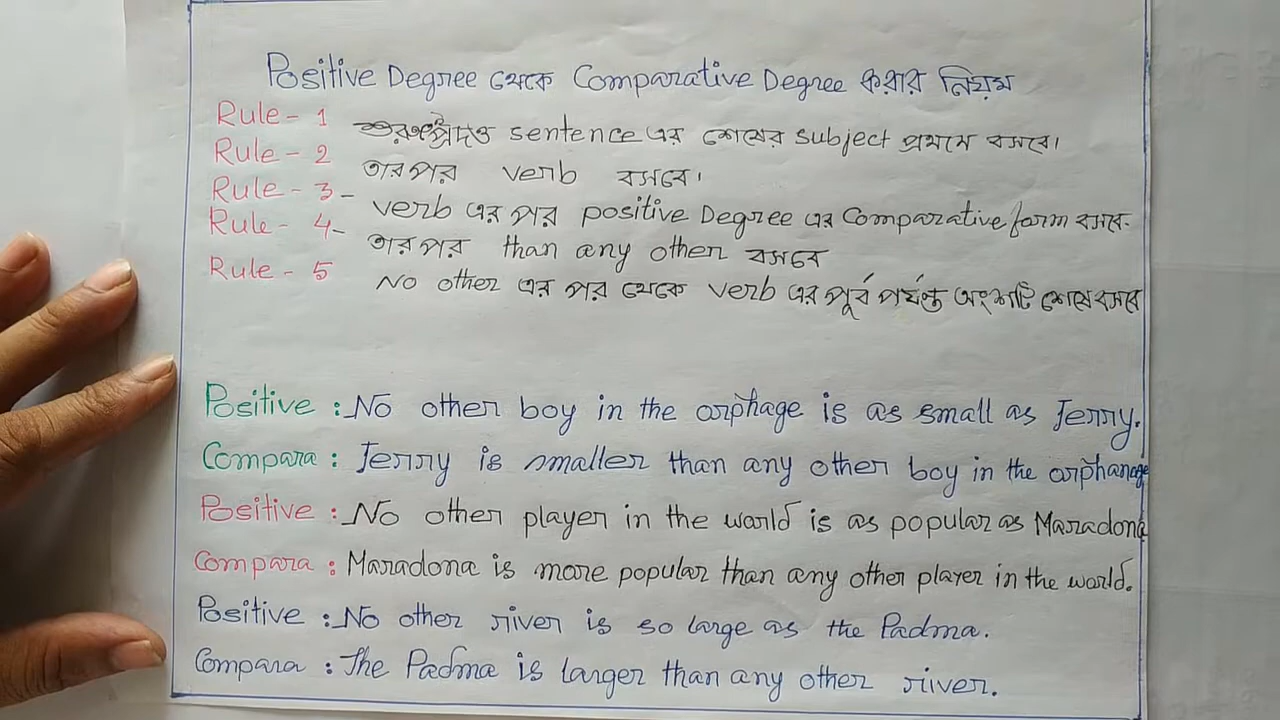 Positive Degree থেকে Comparative Degree করার নিয়ম
Rule - 1 প্রদত্ত sentence এর শেষের subject প্রথমে বসবে।
Rule - 2 তারপর verb বসবে।
Rule - 3 - verb এর পর positive Degree এর Comparative form বসবে-
Rule - 4 - তারপর than any other বসবে
Rule - 5 No other এর পর থেকে verb এর পূর্ব পর্যন্ত অংশটি শেষে বসবে
Positive : No other boy in the orphage is as small as Jerry.
Compara : Jerry is smaller than any other boy in the orphanage
Positive : No other player in the world is as popular as Maradona
Compara : Maradona is more popular than any other player in the world.
Positive : No other river is so large as the Padma.
Compara : The Padma is larger than any other river.